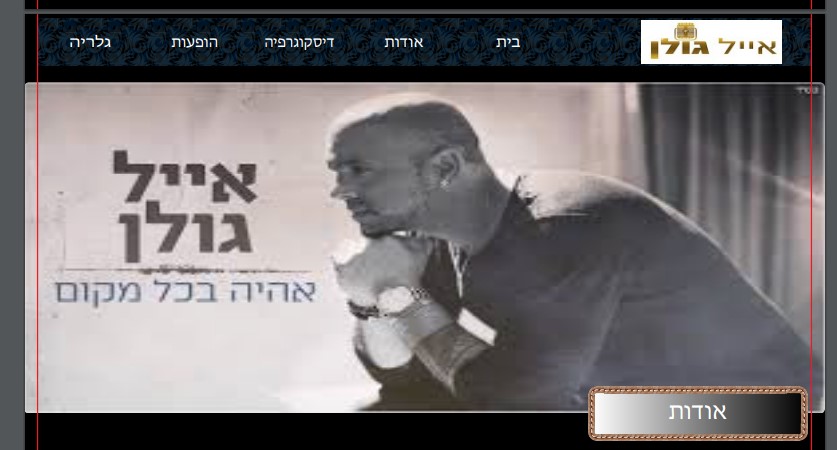 אייל גולן
בית
אודות
דיסקוגרפיה
הופעות
גלריה
אייל
גולן
אהיה בכל מקום
אודות